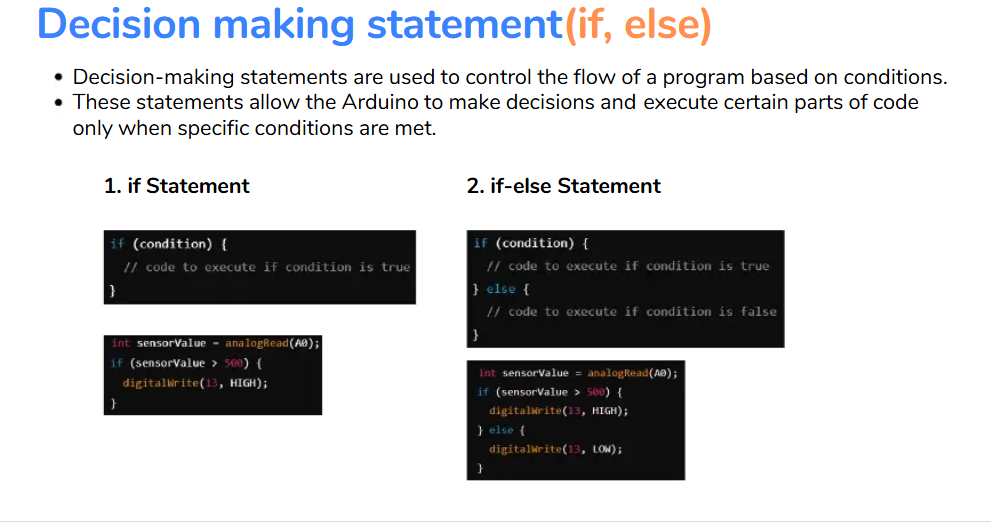 Decision making statement(if, else)
• Decision-making statements are used to control the flow of a program based on conditions.
• These statements allow the Arduino to make decisions and execute certain parts of code
only when specific conditions are met.
1. if Statement
if (condition) {
// code to execute if condition is true
}
int sensorValue = analogRead(A0);
if (sensorValue > 500) {
digitalWrite(13, HIGH);
}
2. if-else Statement
if (condition) {
// code to execute if condition is true
} else {
// code to execute if condition is false
}
int sensorValue = analogRead(A0);
if (sensorValue > 500) {
digitalWrite(13, HIGH);
} else {
digitalWrite(13, LOW);
}